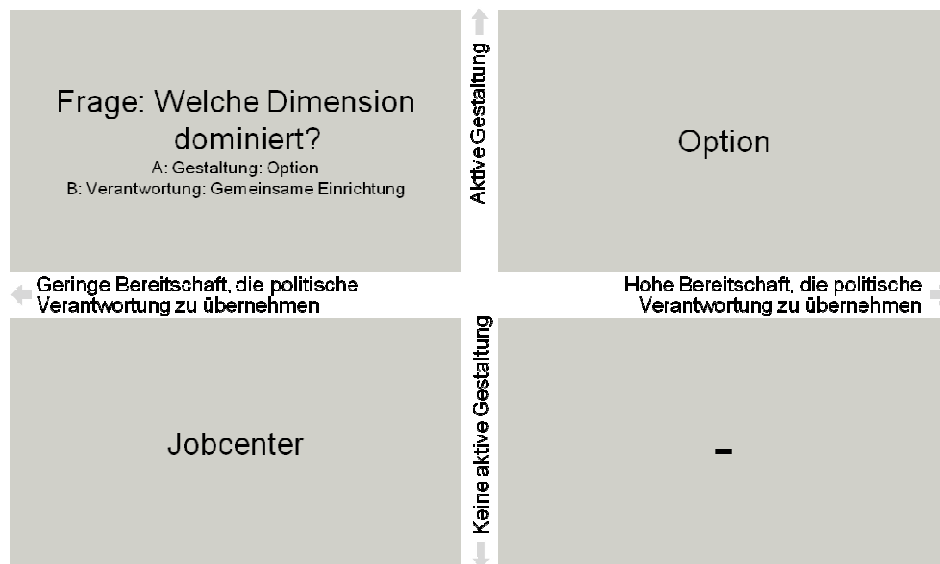 Frage: Welche Dimension
dominiert?
A: Gestaltung: Option
B: Verantwortung: Gemeinsame Einrichtung
Aktive Gestaltung
Option
Geringe Bereitschaft, die politische
Verantwortung zu übernehmen
Hohe Bereitschaft, die politische
Verantwortung zu übernehmen
Jobcenter
Keine aktive Gestaltung
-